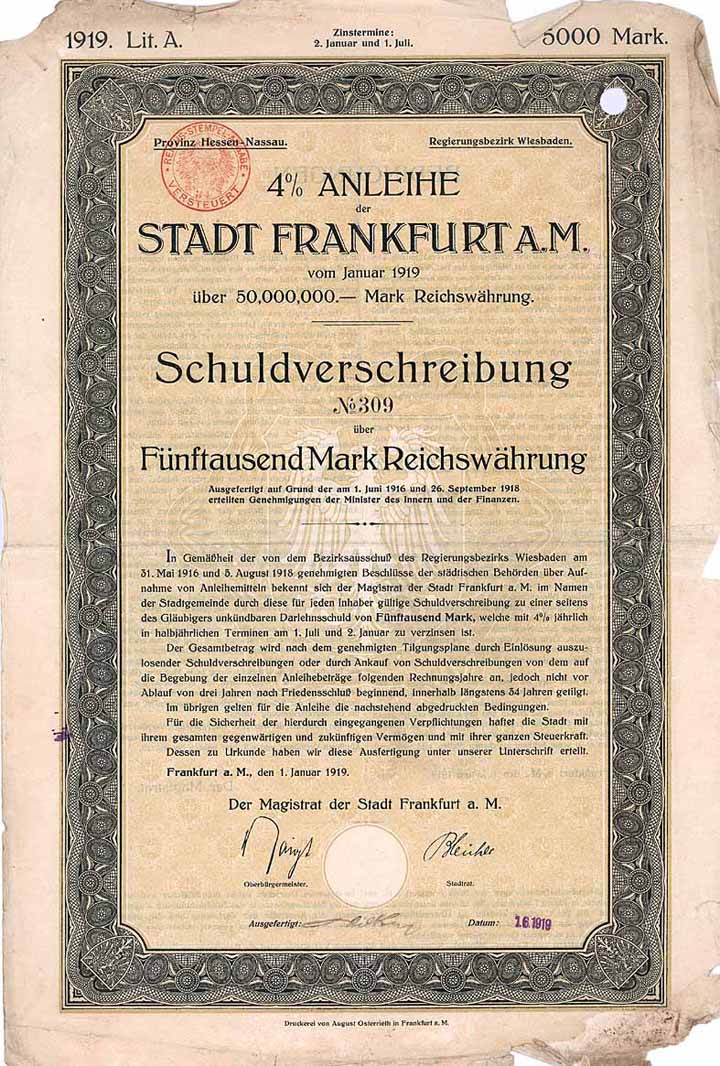 1919. Lit. A.
Zinstermine:
2. Januar und 1. Juli.
5000 Mark.
Provinz Hessen-Nassau.
Regierungsbezirk Wiesbaden.
REICHS-STEMPEL-ABGABE
VERSTEUERT
4% ANLEIHE
der
STADT FRANKFURT A.M.
vom Januar 1919
über 50,000,000.— Mark Reichswährung.
Schuldverschreibung
№ 309
über
Fünftausend Mark Reichswährung
Ausgefertigt auf Grund der am 1. Juni 1916 und 26. September 1918
erteilten Genehmigungen der Minister des Innern und der Finanzen.
In Gemäßheit der von dem Bezirksausschuß des Regierungsbezirks Wiesbaden am
31. Mai 1916 und 3. August 1918 genehmigten Beschlüsse der städtischen Behörden über Auf-
nahme von Anleihemitteln bekennt sich der Magistrat der Stadt Frankfurt a. M. im Namen
der Stadtgemeinde durch diese für jeden Inhaber gültige Schuldverschreibung zu einer seitens
des Gläubigers unkündbaren Darlehnsschuld von Fünftausend Mark, welche mit 4% jährlich
in halbjährlichen Terminen am 1. Juli und 2. Januar zu verzinsen ist.
Der Gesamtbetrag wird nach dem genehmigten Tilgungsplane durch Einlösung auszu-
losender Schuldverschreibungen oder durch Ankauf von Schuldverschreibungen von dem auf
die Begebung der einzelnen Anleihebeträge folgenden Rechnungsjahre an, jedoch nicht vor
Ablauf von drei Jahren nach Friedensschluß beginnend, innerhalb längstens 34 Jahren getilgt.
Im übrigen gelten für die Anleihe die nachstehend abgedruckten Bedingungen.
Für die Sicherheit der hierdurch eingegangenen Verpflichtungen haftet die Stadt mit
ihrem gesamten gegenwärtigen und zukünftigen Vermögen und mit ihrer ganzen Steuerkraft.
Dessen zu Urkunde haben wir diese Ausfertigung unter unserer Unterschrift erteilt.
Frankfurt a. M., den 1. Januar 1919.
Der Magistrat der Stadt Frankfurt a. M.
Oberbürgermeister.
Stadtrat.
Ausgefertigt:
Datum: 1.6.1919
Druckerei von August Osterrieth in Frankfurt a. M.